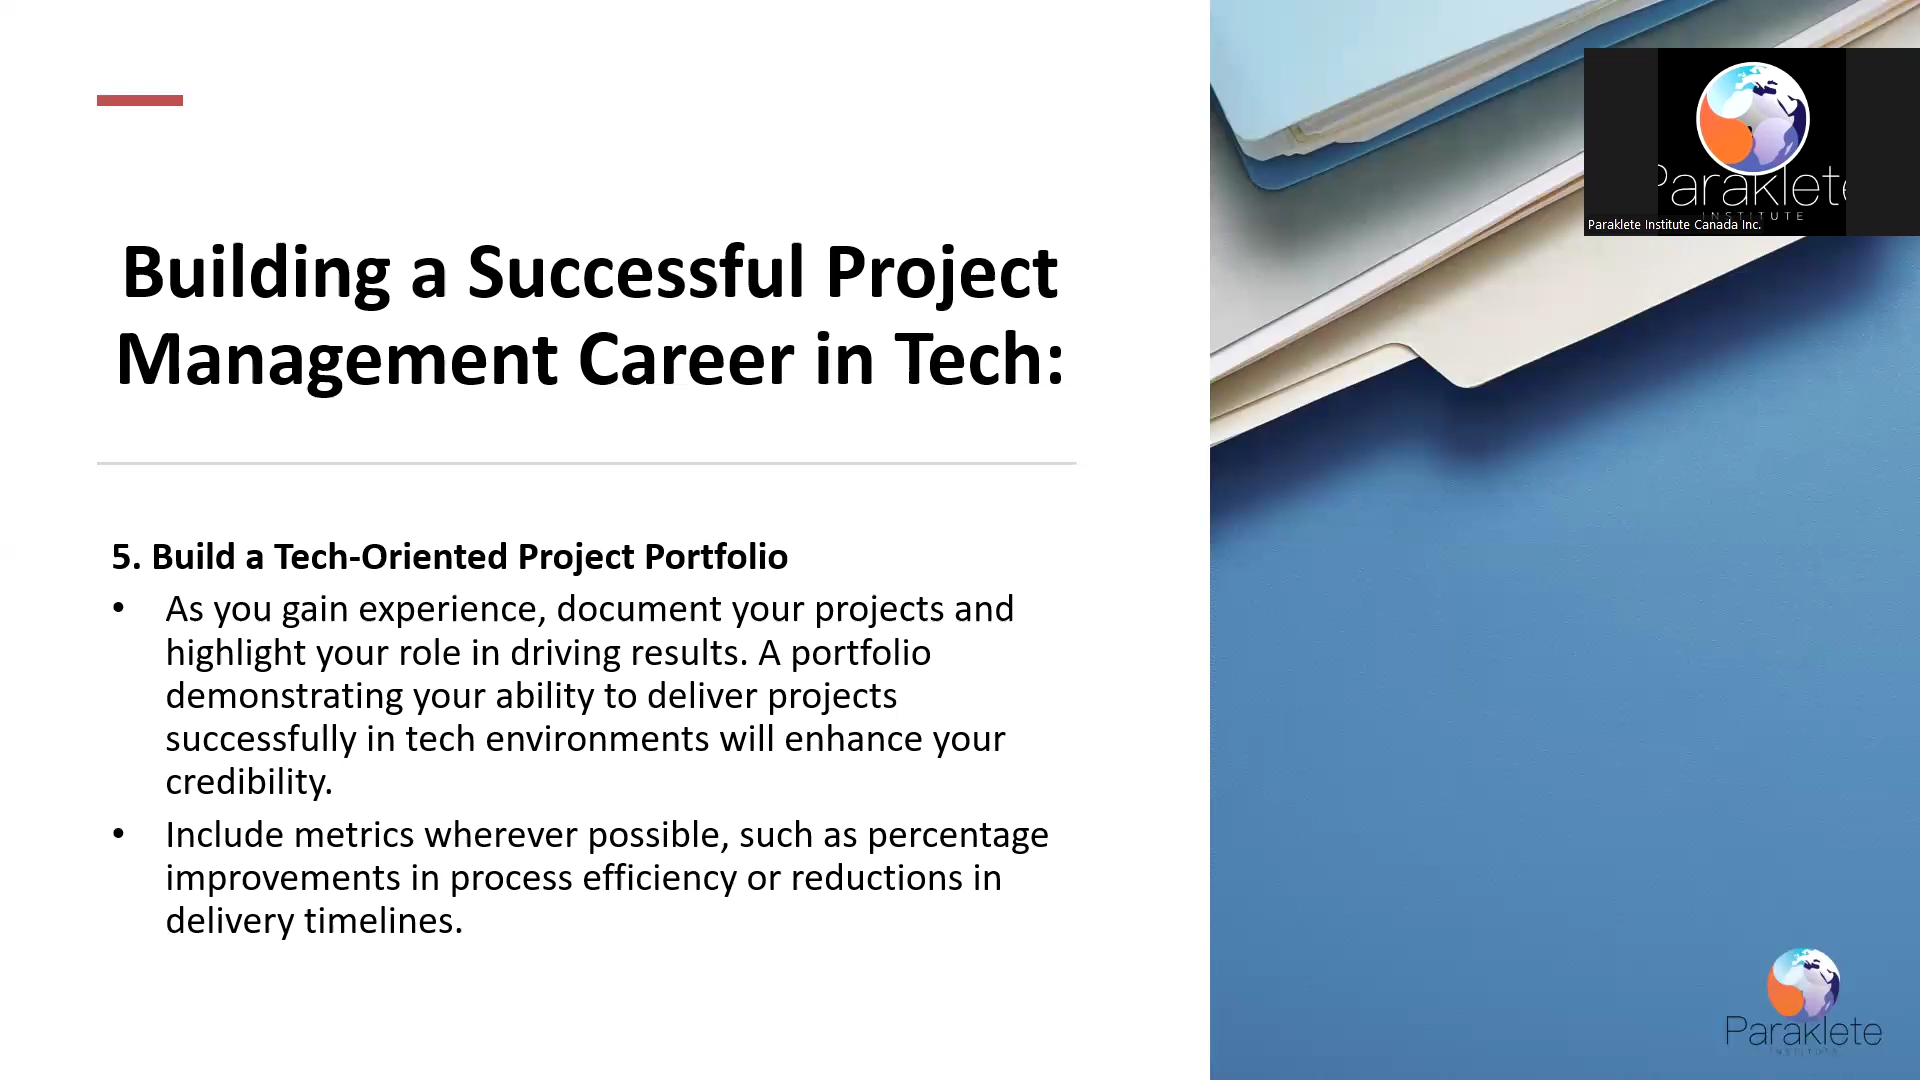 Building a Successful Project
Management Career in Tech:
5. Build a Tech-Oriented Project Portfolio
• As you gain experience, document your projects and
highlight your role in driving results. A portfolio
demonstrating your ability to deliver projects
successfully in tech environments will enhance your
credibility.
• Include metrics wherever possible, such as percentage
improvements in process efficiency or reductions in
delivery timelines.
Paraklete
INSTITUTE
Paraklete Institute Canada Inc.
Paraklete
INSTITUTE